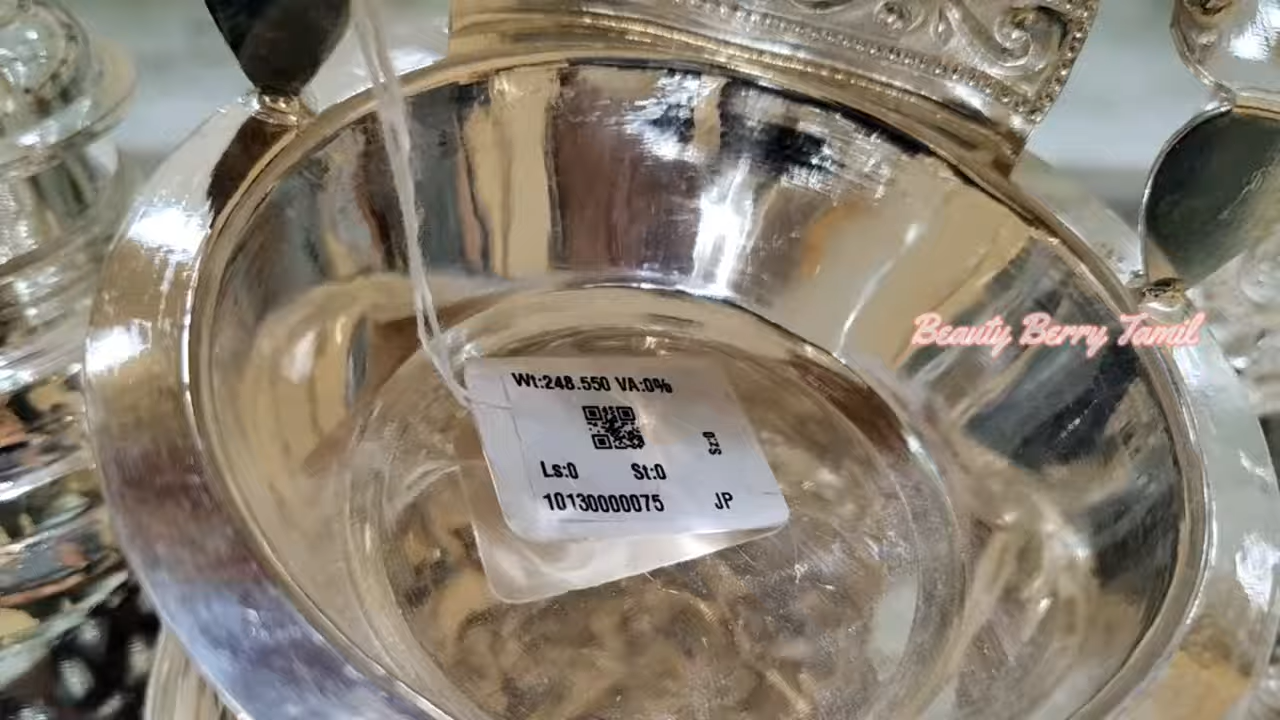 Wt:248.550 VA:0%
Sz:0
Ls:0 St:0
10130000075 JP
Beauty Berry Tamil